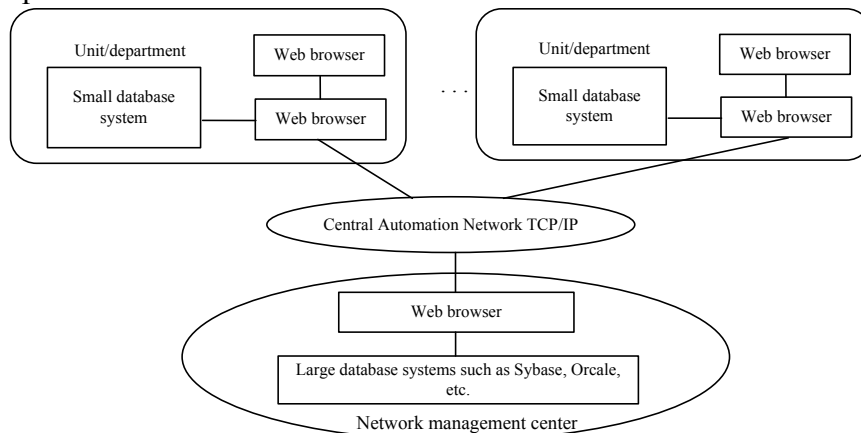 Unit/department
Web browser
Small database
system
Web browser
. . .
Unit/department
Web browser
Small database
system
Web browser
Central Automation Network TCP/IP
Web browser
Large database systems such as Sybase, Orcale,
etc.
Network management center